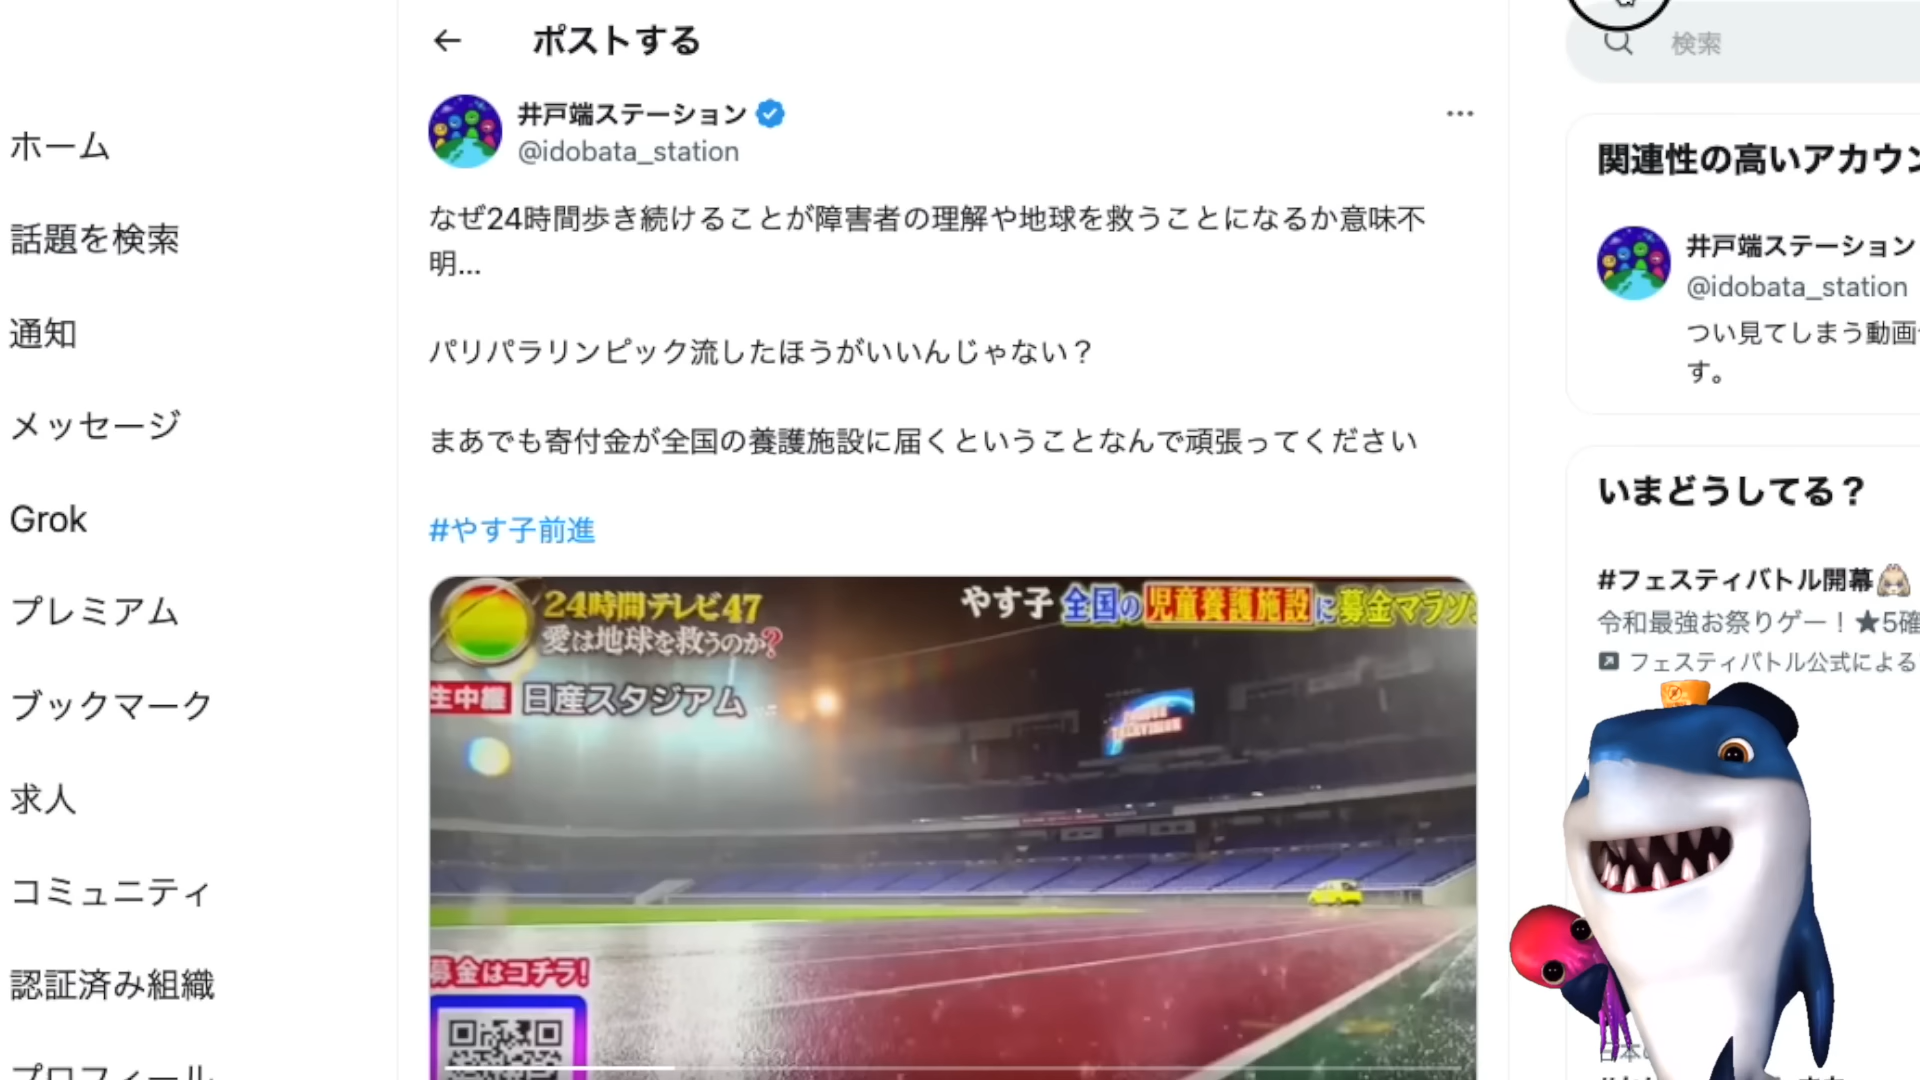 ポストする
検索
井戸端ステーション
@idobata_station
なぜ24時間歩き続けることが障害者の理解や地球を救うことになるか意味不
明...
パリパラリンピック流したほうがいいんじゃない？
まあでも寄付金が全国の養護施設に届くということなんで頑張ってください
#やす子前進
24時間テレビ47
愛は地球を救うのか?
やす子 全国の児童養護施設に募金マラソン
生中継 日産スタジアム
募金はコチラ!
ホーム
話題を検索
通知
メッセージ
Grok
プレミアム
ブックマーク
求人
コミュニティ
認証済み組織
プロフィール
関連性の高いアカウン
井戸端ステーション
@idobata_station
つい見てしまう動画
す。
いまどうしてる？
#フェスティバトル開幕
令和最強お祭りゲー！★5確
フェスティバトル公式による